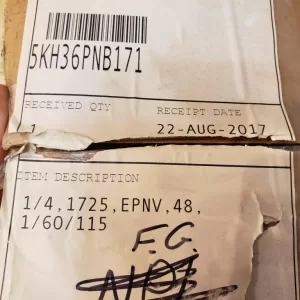 5KH36PNB171
RECEIVED QTY RECEIPT DATE
1 22-AUG-2017
ITEM DESCRIPTION
1/4,1725,EPNV,48,
1/60/115
F.G.